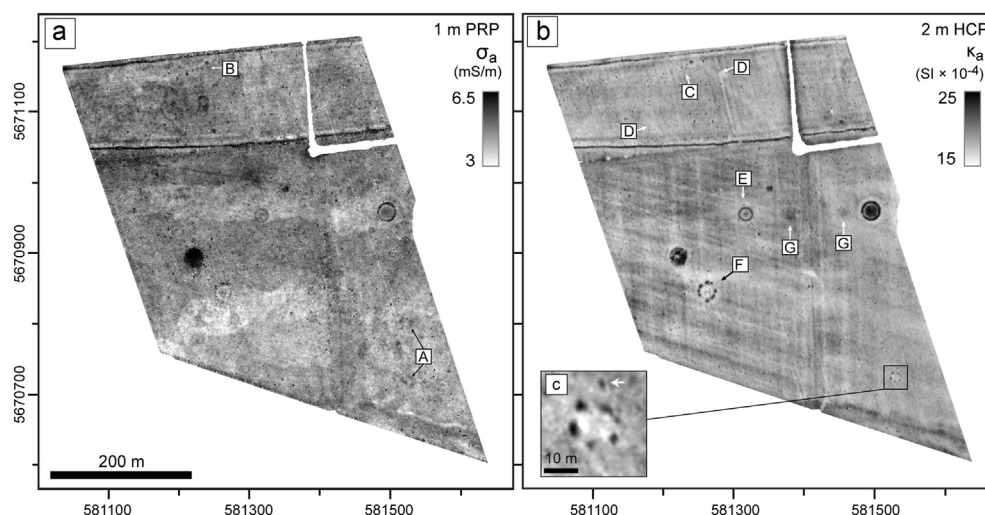 a
1 m PRP
σa
(mS/m)
6.5
3
B
A
200 m
b
2 m HCP
κa
(SI × 10-4)
25
15
D
C
D
E
G
G
F
c
10 m
5671100
5670900
5670700
581100
581300
581500
581100
581300
581500